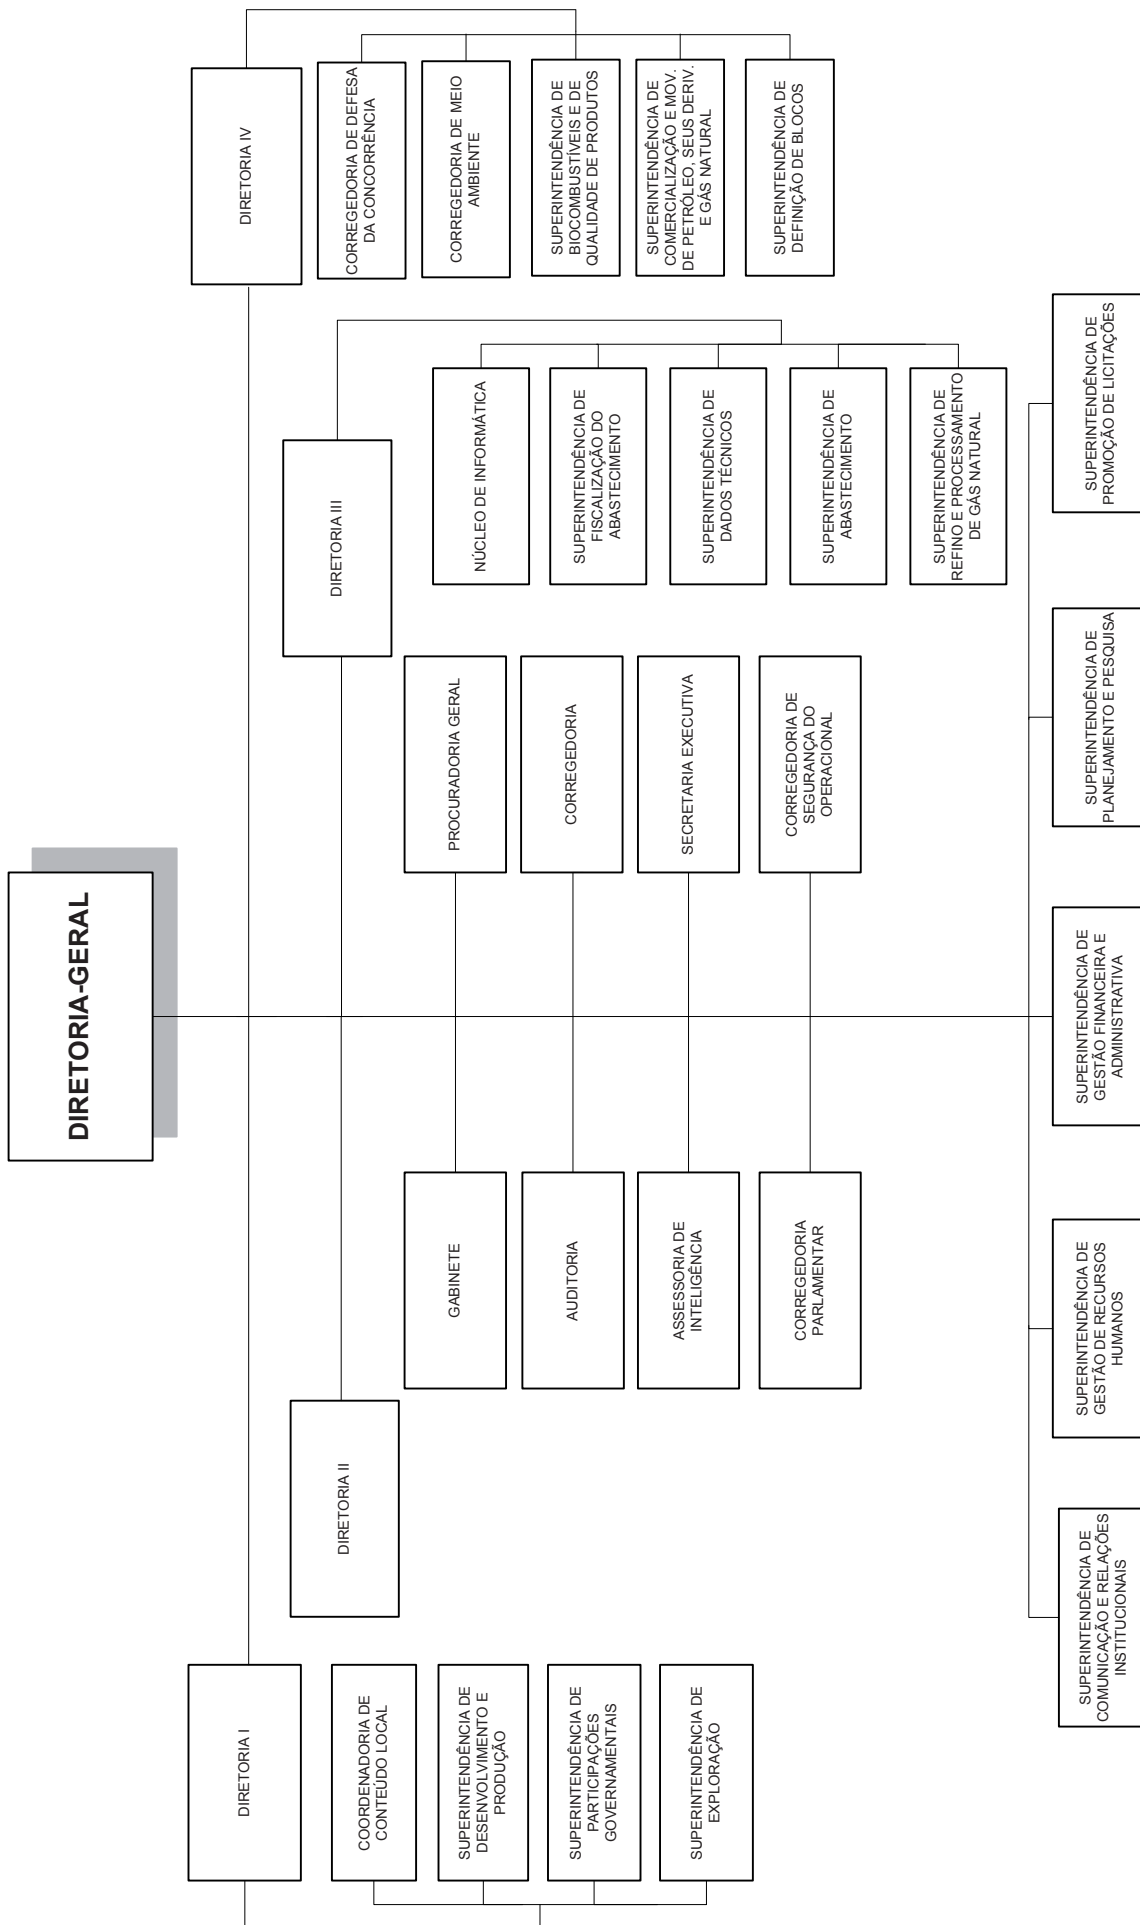 DIRETORIA-GERAL
DIRETORIA I
COORDENADORIA DE
CONTEÚDO LOCAL
SUPERINTENDÊNCIA DE
DESENVOLVIMENTO E
PRODUÇÃO
SUPERINTENDÊNCIA DE
PARTICIPAÇÕES
GOVERNAMENTAIS
SUPERINTENDÊNCIA DE
EXPLORAÇÃO
DIRETORIA II
GABINETE
AUDITORIA
ASSESSORIA DE
INTELIGÊNCIA
CORREGEDORIA
PARLAMENTAR
PROCURADORIA GERAL
CORREGEDORIA
SECRETARIA EXECUTIVA
CORREGEDORIA DE
SEGURANÇA DO
OPERACIONAL
DIRETORIA III
NÚCLEO DE INFORMÁTICA
SUPERINTENDÊNCIA DE
FISCALIZAÇÃO DO
ABASTECIMENTO
SUPERINTENDÊNCIA DE
DADOS TÉCNICOS
SUPERINTENDÊNCIA DE
ABASTECIMENTO
SUPERINTENDÊNCIA DE
REFINO E PROCESSAMENTO
DE GÁS NATURAL
DIRETORIA IV
CORREGEDORIA DE DEFESA
DA CONCORRÊNCIA
CORREGEDORIA DE MEIO
AMBIENTE
SUPERINTENDÊNCIA DE
BIOCOMBUSTÍVEIS E DE
QUALIDADE DE PRODUTOS
SUPERINTENDÊNCIA DE
COMERCIALIZAÇÃO E MOV.
DE PETRÓLEO, SEUS DERIV.
E GÁS NATURAL
SUPERINTENDÊNCIA DE
DEFINIÇÃO DE BLOCOS
SUPERINTENDÊNCIA DE
COMUNICAÇÃO E RELAÇÕES
INSTITUCIONAIS
SUPERINTENDÊNCIA DE
GESTÃO DE RECURSOS
HUMANOS
SUPERINTENDÊNCIA DE
GESTÃO FINANCEIRA E
ADMINISTRATIVA
SUPERINTENDÊNCIA DE
PLANEJAMENTO E PESQUISA
SUPERINTENDÊNCIA DE
PROMOÇÃO DE LICITAÇÕES